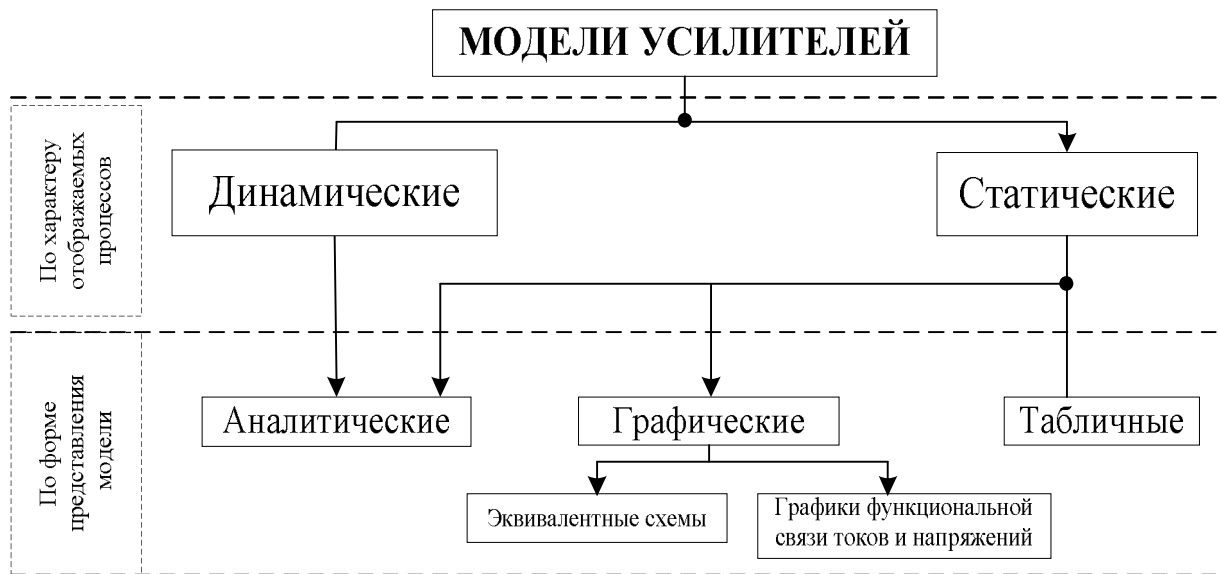 МОДЕЛИ УСИЛИТЕЛЕЙ
По характеру
отображаемых
процессов
Динамические
Статические
По форме
представления
модели
Аналитические
Графические
Табличные
Эквивалентные схемы
Графики функциональной
связи токов и напряжений